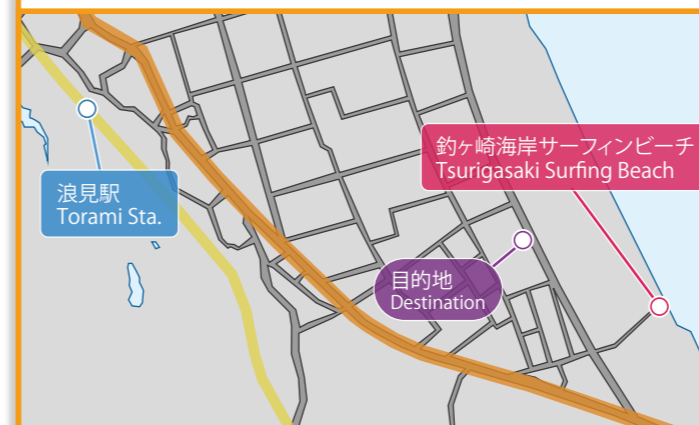 釣ヶ崎海岸サーフィンビーチ
Tsurigasaki Surfing Beach
浪見駅
Torami Sta.
目的地
Destination